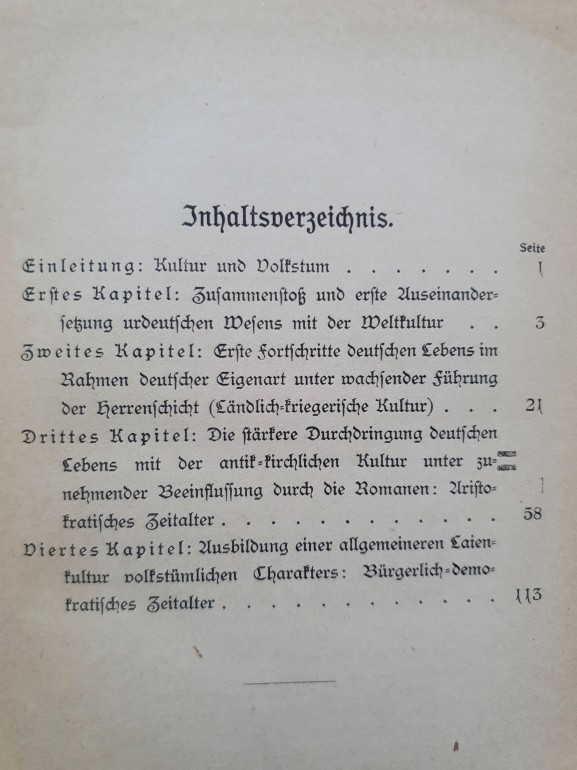 Inhaltsverzeichnis.
Seite
Einleitung: Kultur und Volkstum . . . . . . . 1
Erstes Kapitel: Zusammenstoß und erste Auseinander-
setzung urdeutschen Wesens mit der Weltkultur . . 3
Zweites Kapitel: Erste Fortschritte deutschen Lebens im
Rahmen deutscher Eigenart unter wachsender Führung
der Herrenschicht (Ländlich-kriegerische Kultur) . . . 21
Drittes Kapitel: Die stärkere Durchdringung deutschen
Lebens mit der antik-kirchlichen Kultur unter zu-
nehmender Beeinflussung durch die Romanen: Aristo-
kratisches Zeitalter . . . . . . . . . . . . 58
Viertes Kapitel: Ausbildung einer allgemeineren Laien-
kultur volkstümlichen Charakters: Bürgerlich-demo-
kratisches Zeitalter . . . . . . . . . . . . 113